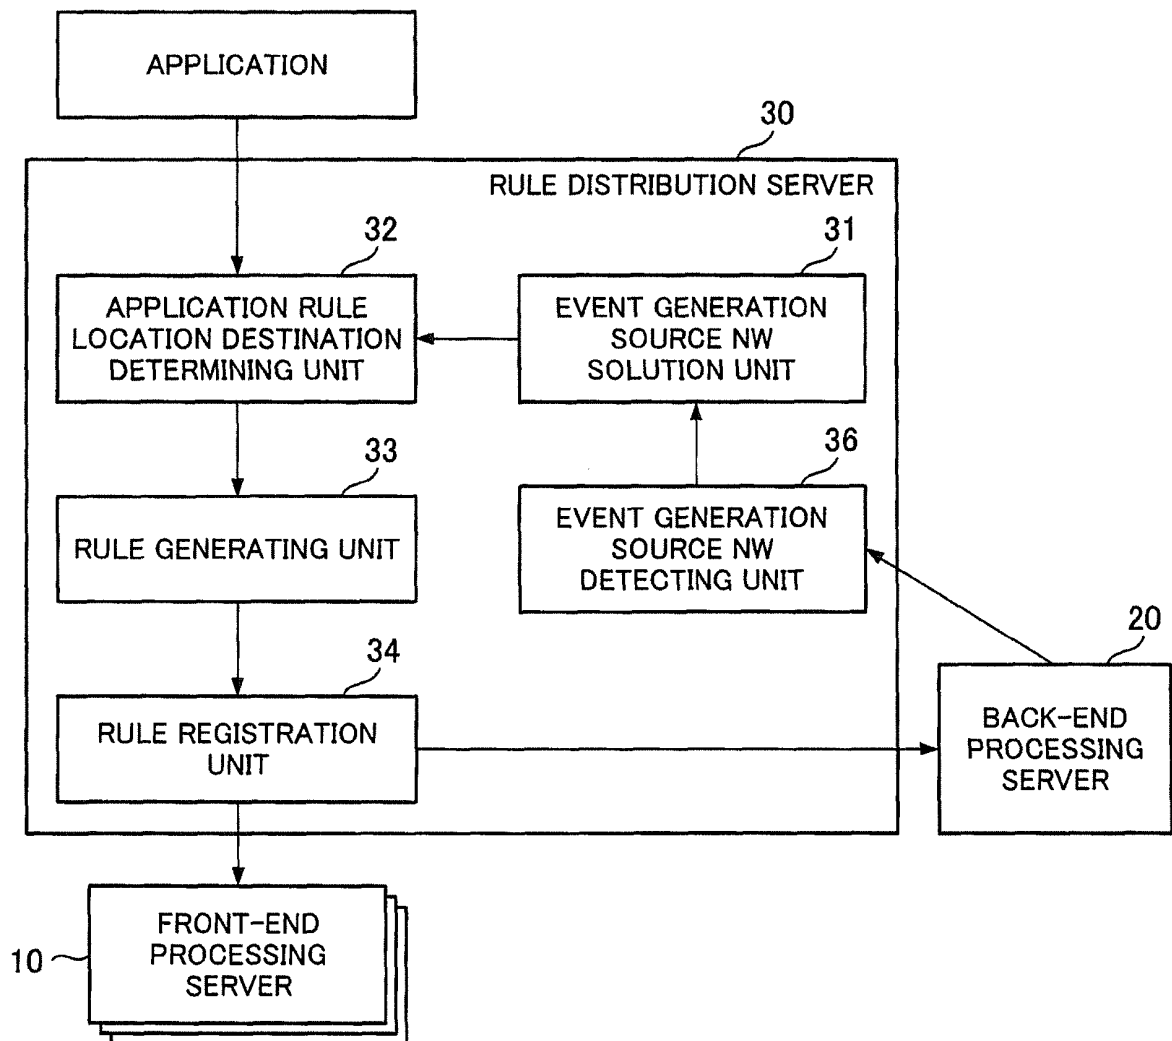 APPLICATION
30
RULE DISTRIBUTION SERVER
32
APPLICATION RULE
LOCATION DESTINATION
DETERMINING UNIT
31
EVENT GENERATION
SOURCE NW
SOLUTION UNIT
33
RULE GENERATING UNIT
36
EVENT GENERATION
SOURCE NW
DETECTING UNIT
34
RULE REGISTRATION
UNIT
20
BACK-END
PROCESSING
SERVER
10
FRONT-END
PROCESSING
SERVER